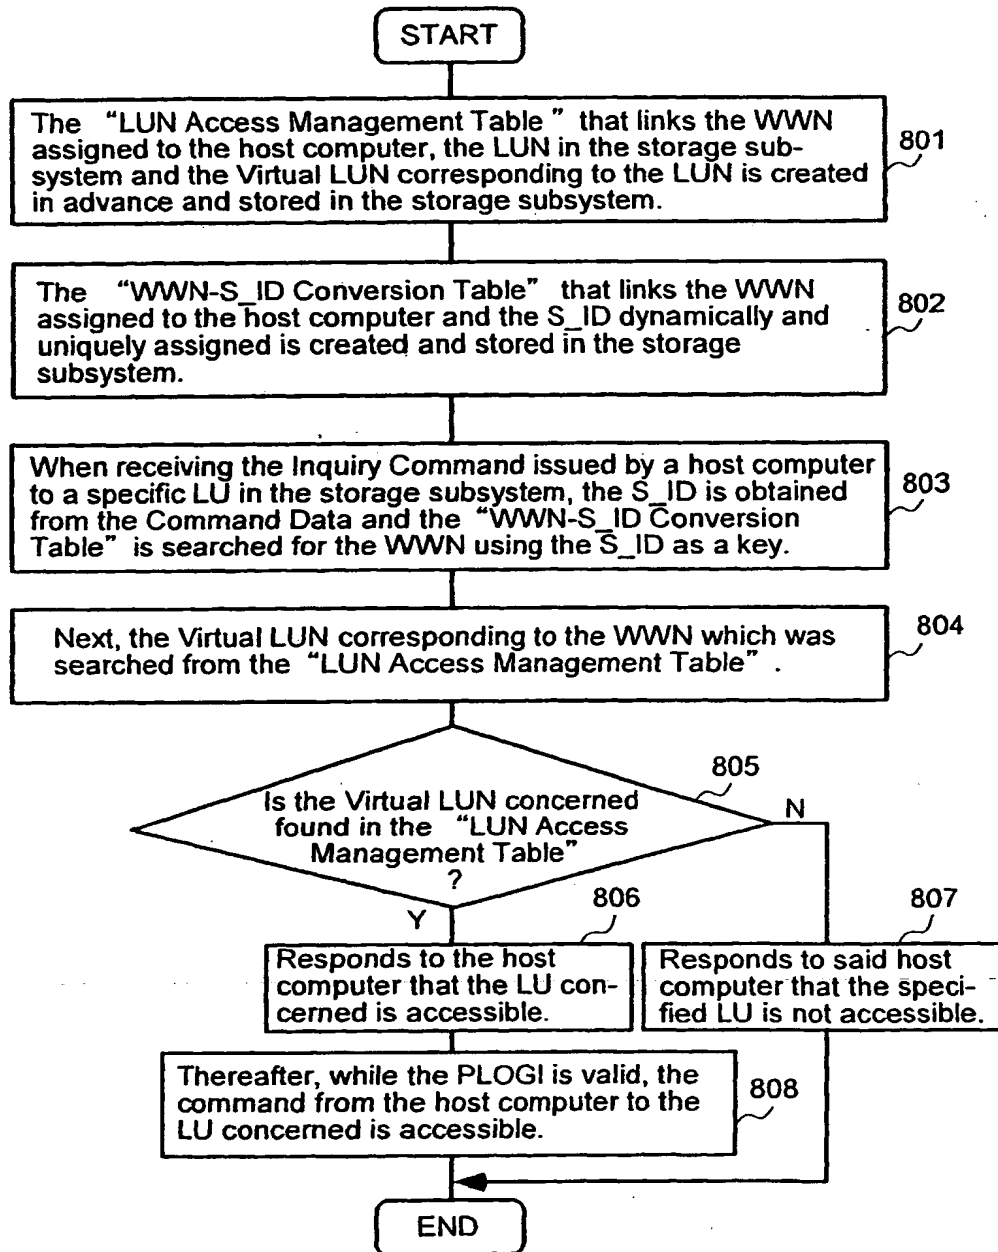 START
The “LUN Access Management Table” that links the WWN
assigned to the host computer, the LUN in the storage sub-
system and the Virtual LUN corresponding to the LUN is created
in advance and stored in the storage subsystem.
801
The “WWN-S_ID Conversion Table” that links the WWN
assigned to the host computer and the S_ID dynamically and
uniquely assigned is created and stored in the storage
subsystem.
802
When receiving the Inquiry Command issued by a host computer
to a specific LU in the storage subsystem, the S_ID is obtained
from the Command Data and the “WWN-S_ID Conversion
Table” is searched for the WWN using the S_ID as a key.
803
Next, the Virtual LUN corresponding to the WWN which was
searched from the “LUN Access Management Table” .
804
Is the Virtual LUN concerned
found in the “LUN Access
Management Table”
?
805
N
Y
806
Responds to the host
computer that the LU con-
cerned is accessible.
807
Responds to said host
computer that the speci-
fied LU is not accessible.
Thereafter, while the PLOGI is valid, the
command from the host computer to the
LU concerned is accessible.
808
END